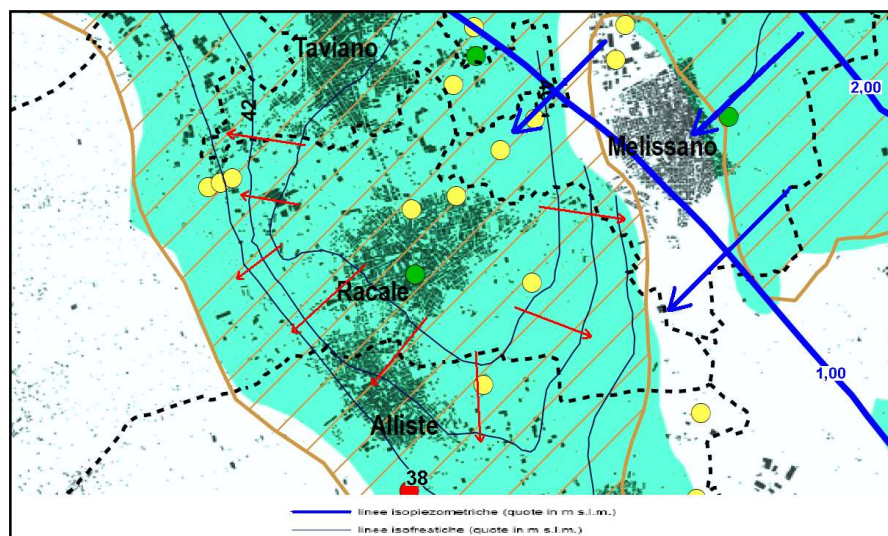 Taviano
42
Melissano
2,00
Racale
1,00
Alliste
38
linee isopiezometriche (quote in m s.l.m.)
linee isofreatiche (quote in m s.l.m.)